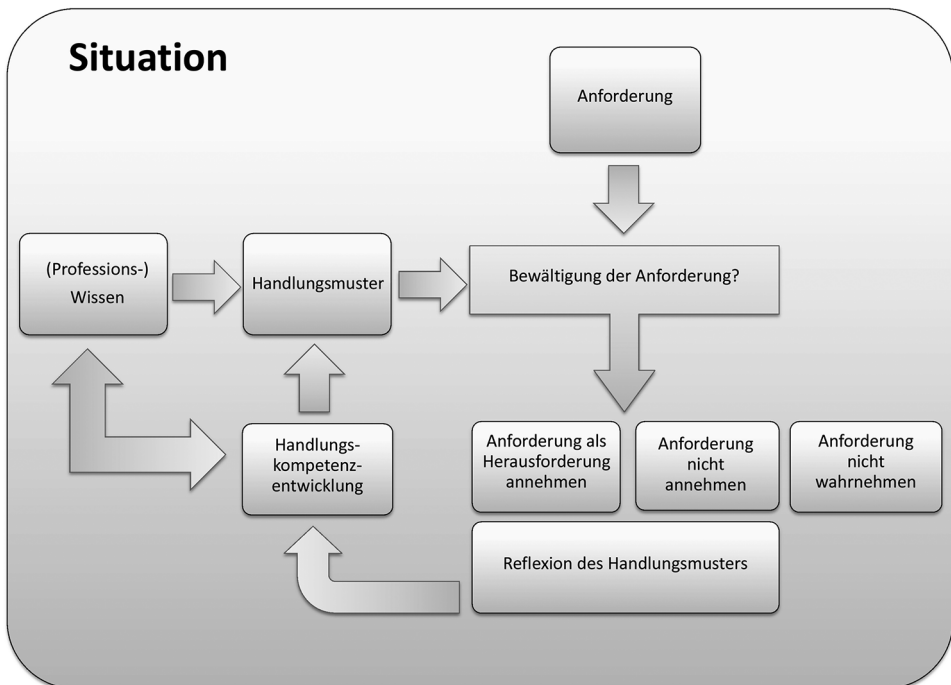 Situation
Anforderung
(Professions-)
Wissen
Handlungsmuster
Bewältigung der Anforderung?
Handlungs-
kompetenz-
entwicklung
Anforderung als
Herausforderung
annehmen
Anforderung
nicht
annehmen
Anforderung
nicht
wahrnehmen
Reflexion des Handlungsmusters